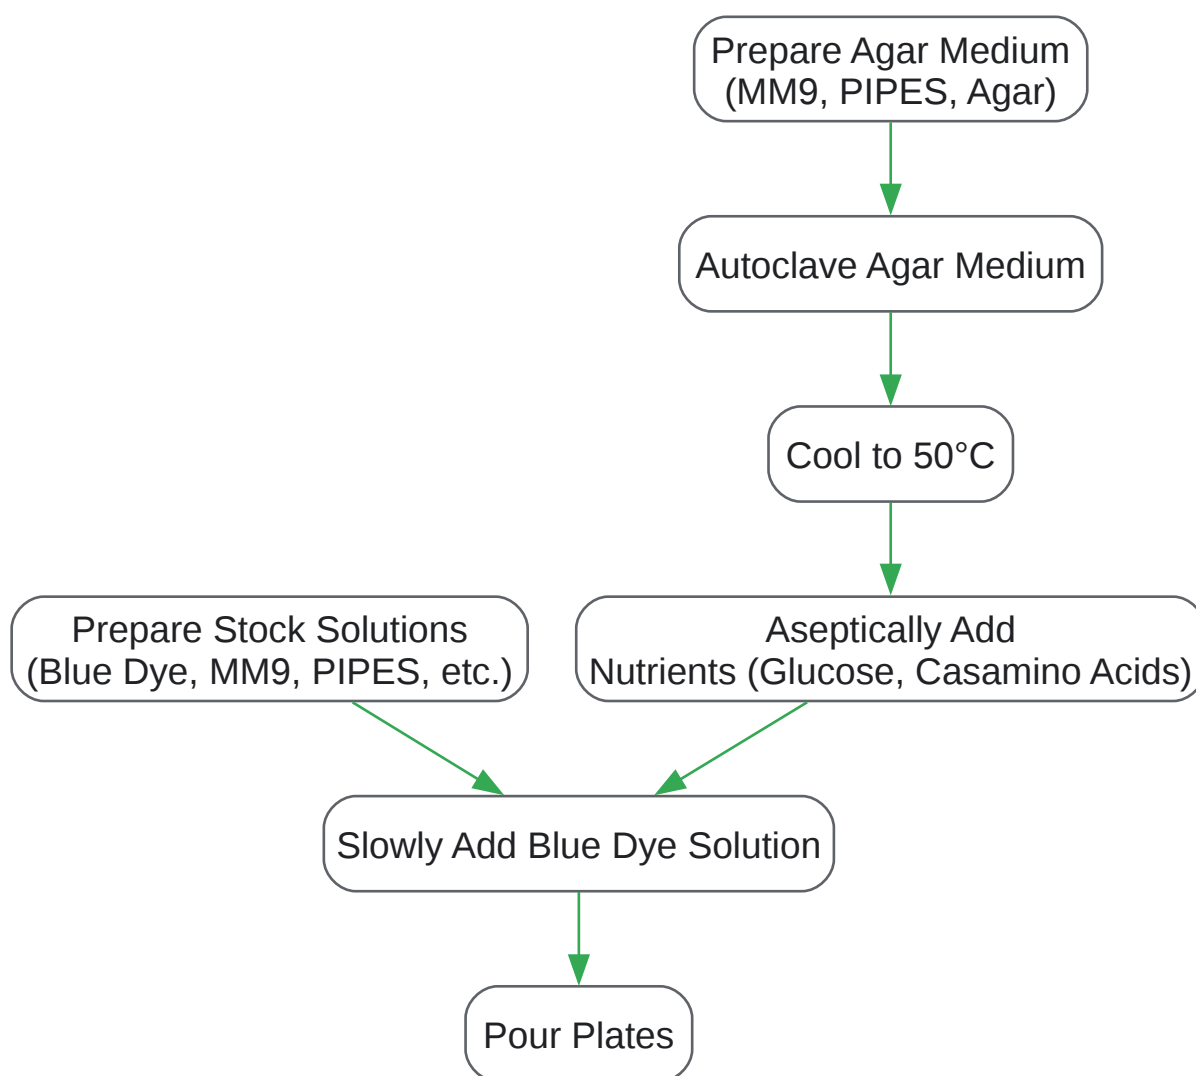 Prepare Agar Medium
(MM9, PIPES, Agar)
Autoclave Agar Medium
Cool to 50°C
Prepare Stock Solutions
(Blue Dye, MM9, PIPES, etc.)
Aseptically Add
Nutrients (Glucose, Casamino Acids)
Slowly Add Blue Dye Solution
Pour Plates